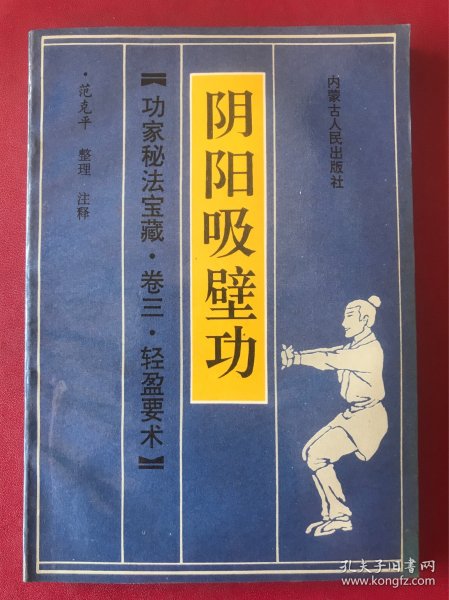 内蒙古人民出版社
阴阳吸壁功
【功家秘法宝藏·卷三·轻盈要术】
·范克平 整理 注释
孔夫子旧书网
www.kongfz.com